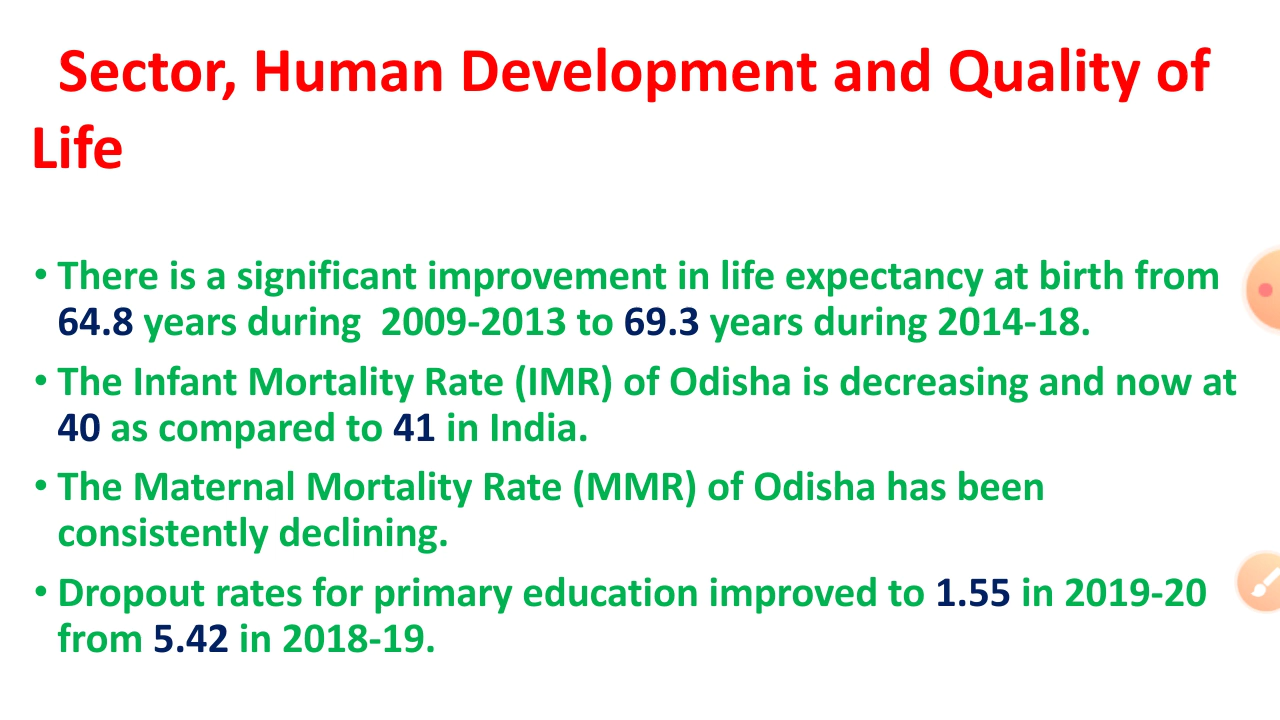 Sector, Human Development and Quality of
Life
• There is a significant improvement in life expectancy at birth from
64.8 years during  2009-2013 to 69.3 years during 2014-18.
• The Infant Mortality Rate (IMR) of Odisha is decreasing and now at
40 as compared to 41 in India.
• The Maternal Mortality Rate (MMR) of Odisha has been
consistently declining.
• Dropout rates for primary education improved to 1.55 in 2019-20
from 5.42 in 2018-19.